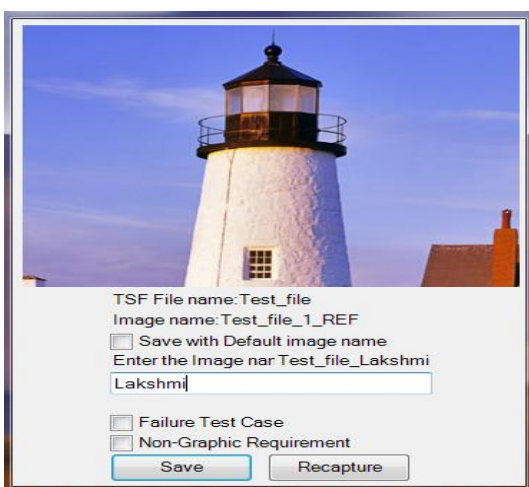 TSF File name:Test_file
Image name:Test_file_1_REF
Save with Default image name
Enter the Image nar Test_file_Lakshmi
Lakshmi
Failure Test Case
Non-Graphic Requirement
Save Recapture